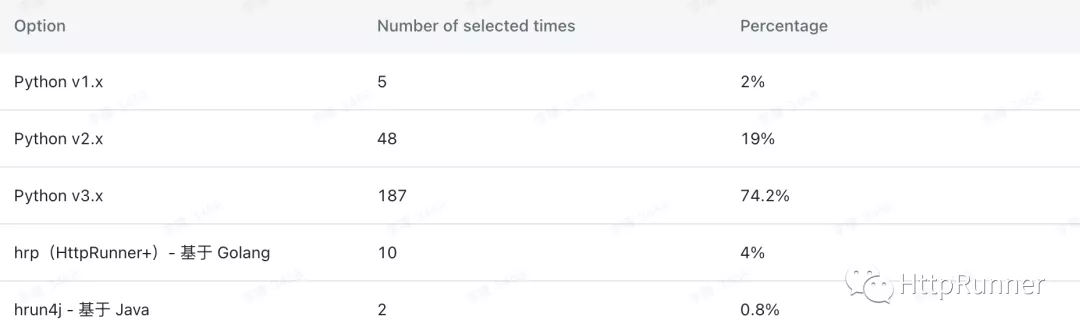 Option Number of selected times Percentage
Python v1.x 5 2%
Python v2.x 48 19%
Python v3.x 187 74.2%
hrp（HttpRunner+）- 基于 Golang 10 4%
hrun4j - 基于 Java 2 0.8%
HttpRunner